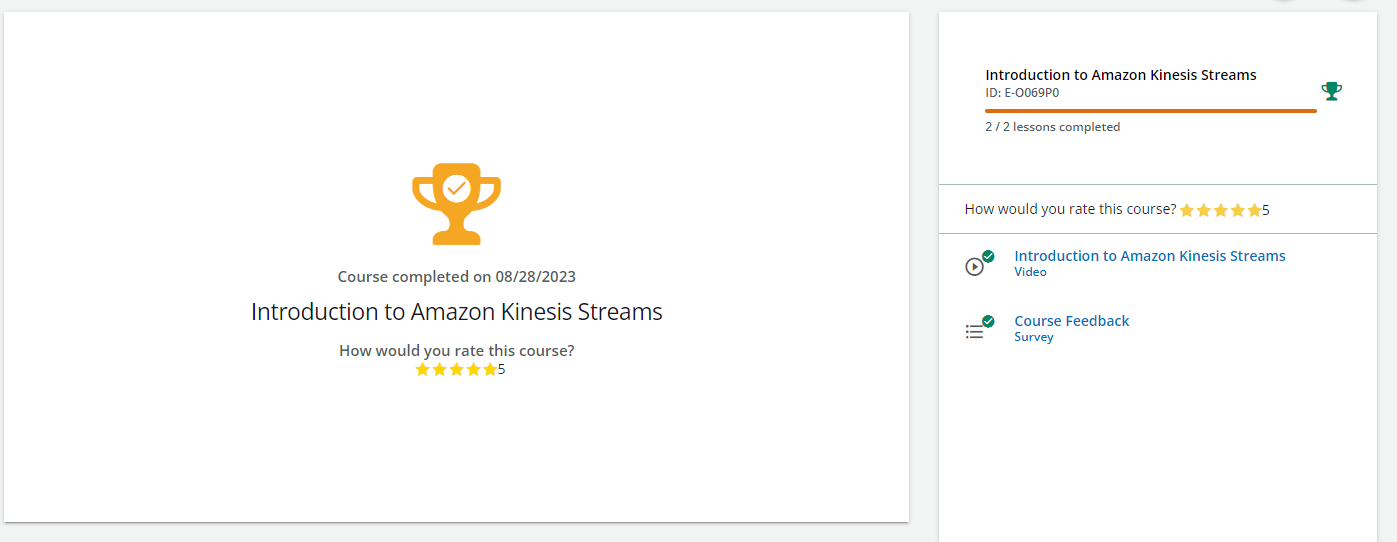 Course completed on 08/28/2023
Introduction to Amazon Kinesis Streams
How would you rate this course?
5
Introduction to Amazon Kinesis Streams
ID: E-O069P0
2 / 2 lessons completed
How would you rate this course? 5
Introduction to Amazon Kinesis Streams
Video
Course Feedback
Survey